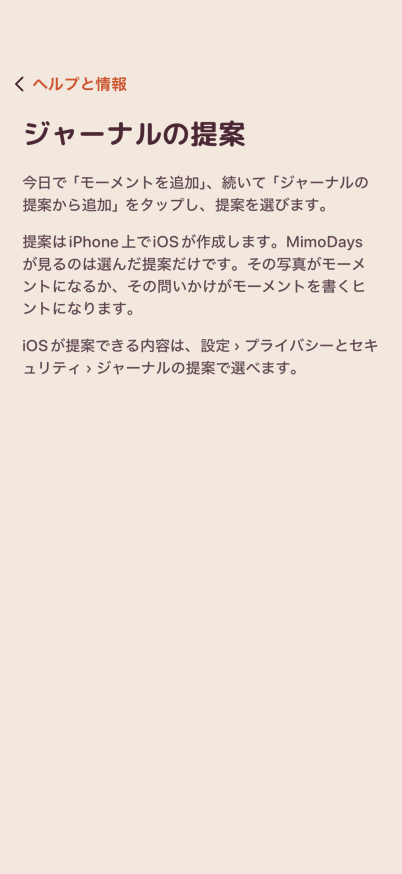 ヘルプと情報
ジャーナルの提案
今日で「モーメントを追加」、続いて「ジャーナルの
提案から追加」をタップし、提案を選びます。
提案はiPhone上でiOSが作成します。MimoDays
が見るのは選んだ提案だけです。その写真がモーメ
ントになるか、その問いかけがモーメントを書くヒ
ントになります。
iOSが提案できる内容は、設定 › プライバシーとセキ
ュリティ › ジャーナルの提案で選べます。